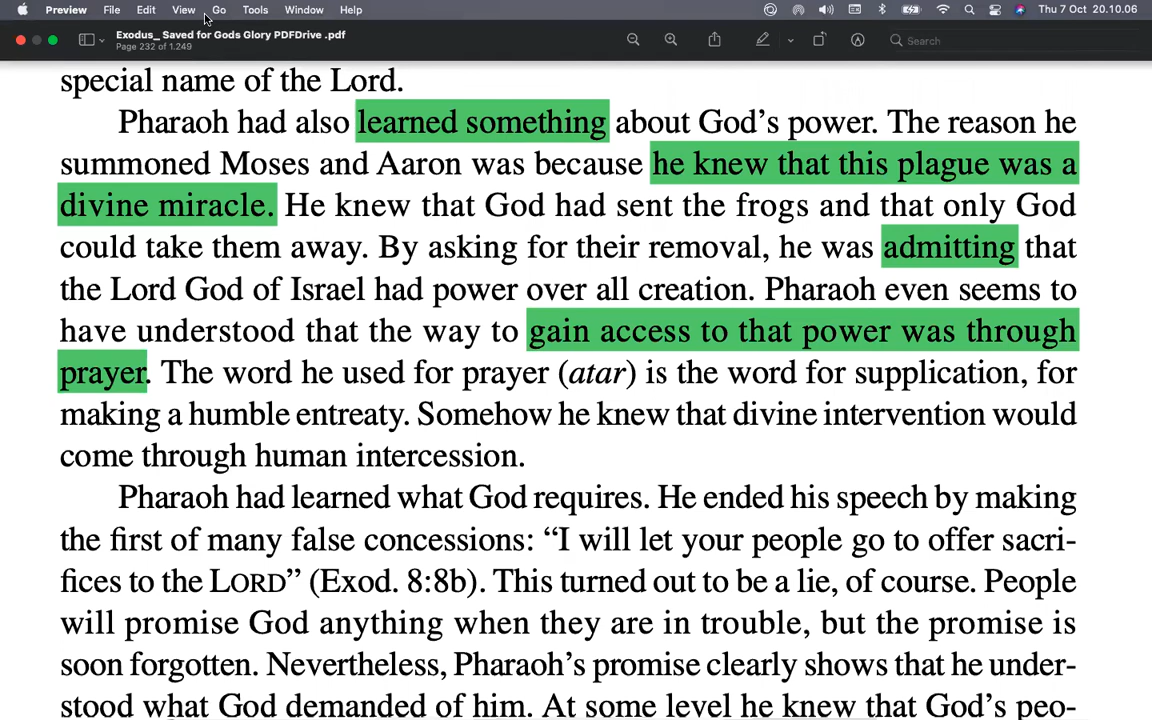 Preview File Edit View Go Tools Window Help Thu 7 Oct 20.10.06
Exodus_ Saved for Gods Glory PDFDrive .pdf
Page 232 of 1.249
Search
special name of the Lord.
Pharaoh had also learned something about God’s power. The reason he
summoned Moses and Aaron was because he knew that this plague was a
divine miracle. He knew that God had sent the frogs and that only God
could take them away. By asking for their removal, he was admitting that
the Lord God of Israel had power over all creation. Pharaoh even seems to
have understood that the way to gain access to that power was through
prayer. The word he used for prayer (atar) is the word for supplication, for
making a humble entreaty. Somehow he knew that divine intervention would
come through human intercession.
Pharaoh had learned what God requires. He ended his speech by making
the first of many false concessions: “I will let your people go to offer sacri-
fices to the LORD” (Exod. 8:8b). This turned out to be a lie, of course. People
will promise God anything when they are in trouble, but the promise is
soon forgotten. Nevertheless, Pharaoh’s promise clearly shows that he under-
stood what God demanded of him. At some level he knew that God’s peo-